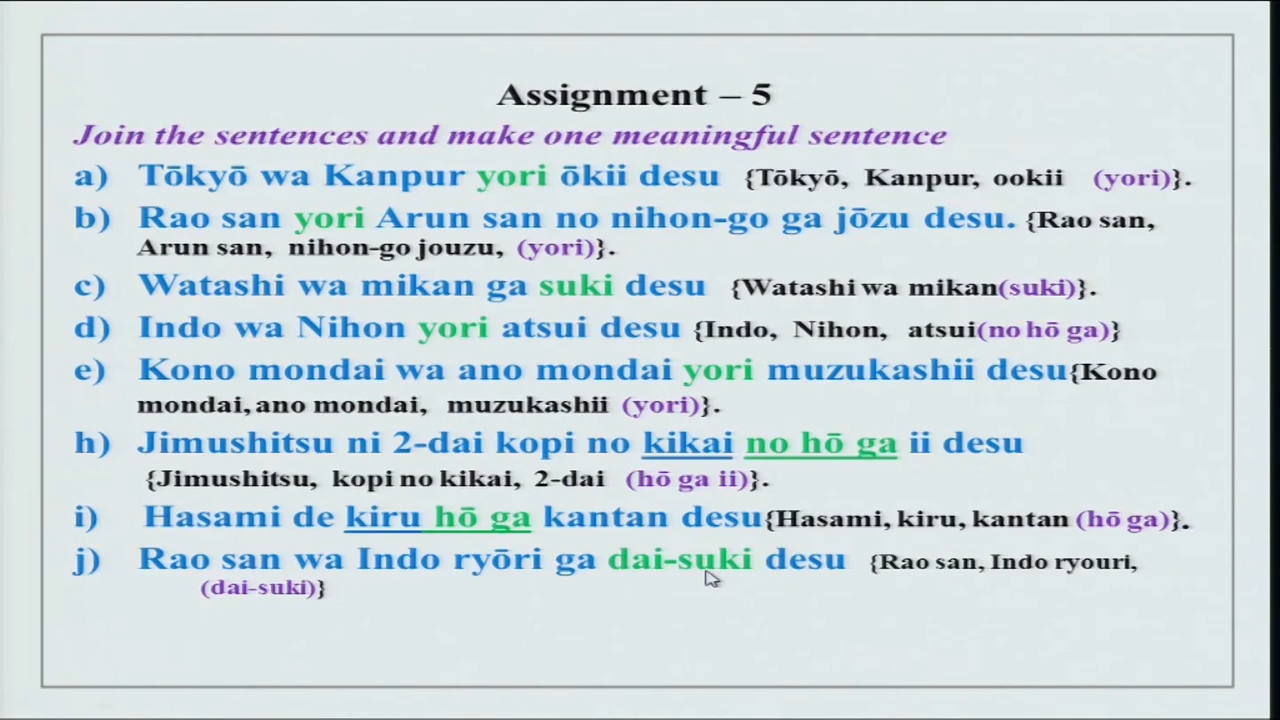 Assignment – 5
Join the sentences and make one meaningful sentence
a) Tōkyō wa Kanpur yori ōkii desu {Tōkyō, Kanpur, ookii (yori)}.
b) Rao san yori Arun san no nihon-go ga jōzu desu. {Rao san,
Arun san, nihon-go jouzu, (yori)}.
c) Watashi wa mikan ga suki desu {Watashi wa mikan(suki)}.
d) Indo wa Nihon yori atsui desu {Indo, Nihon, atsui(no hō ga)}
e) Kono mondai wa ano mondai yori muzukashii desu{Kono
mondai, ano mondai, muzukashii (yori)}.
h) Jimushitsu ni 2-dai kopi no kikai no hō ga ii desu
{Jimushitsu, kopi no kikai, 2-dai (hō ga ii)}.
i) Hasami de kiru hō ga kantan desu{Hasami, kiru, kantan (hō ga)}.
j) Rao san wa Indo ryōri ga dai-suki desu {Rao san, Indo ryouri,
(dai-suki)}